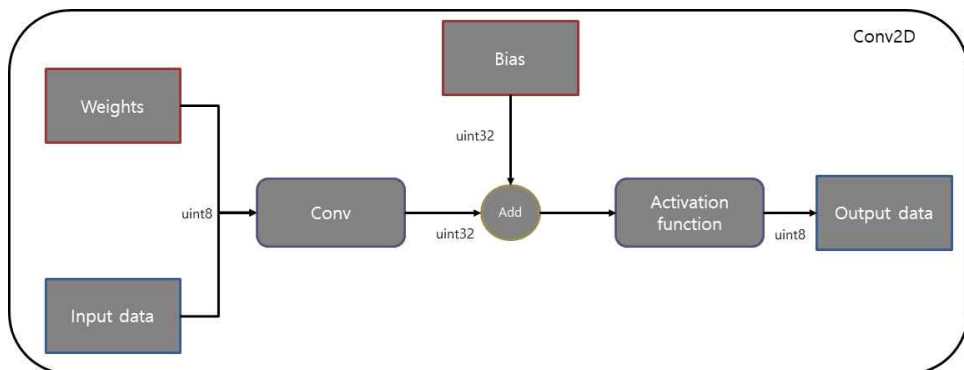 Conv2D
Bias
Weights
uint32
uint8
Conv
uint32
Add
Activation
function
uint8
Output data
Input data